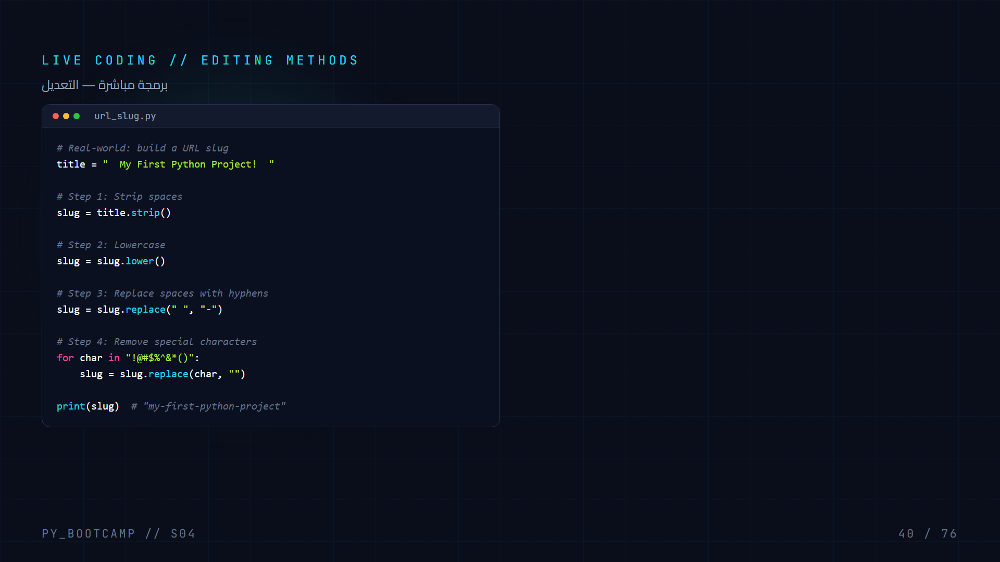 LIVE CODING // EDITING METHODS
برمجة مباشرة — التعديل
url_slug.py
# Real-world: build a URL slug
title = "  My First Python Project!  "
# Step 1: Strip spaces
slug = title.strip()
# Step 2: Lowercase
slug = slug.lower()
# Step 3: Replace spaces with hyphens
slug = slug.replace(" ", "-")
# Step 4: Remove special characters
for char in "!@#$%^&*()":
    slug = slug.replace(char, "")
print(slug)  # "my-first-python-project"
PY_BOOTCAMP // S04
40 / 76